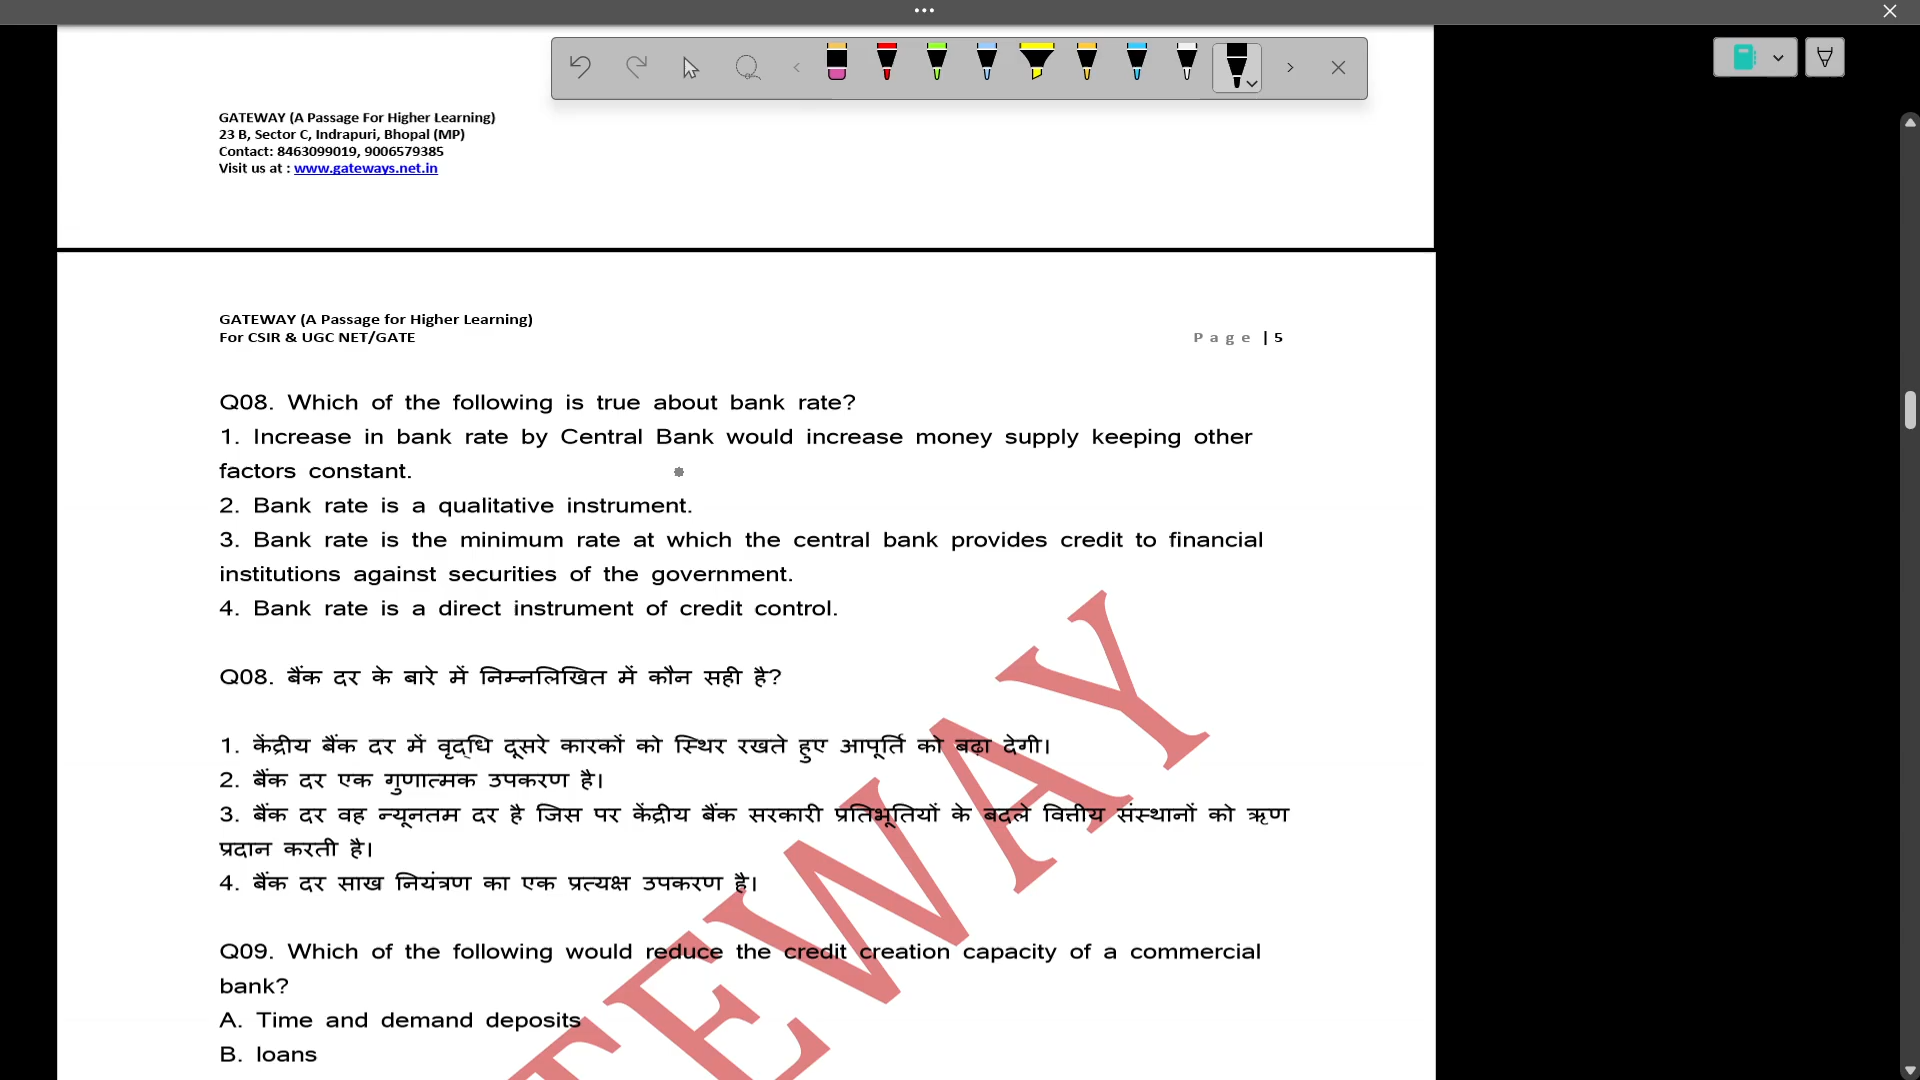 GATEWAY (A Passage For Higher Learning)
23 B, Sector C, Indrapuri, Bhopal (MP)
Contact: 8463099019, 9006579385
Visit us at : www.gateways.net.in
GATEWAY (A Passage for Higher Learning)
For CSIR & UGC NET/GATE
Page | 5
Q08. Which of the following is true about bank rate?
1. Increase in bank rate by Central Bank would increase money supply keeping other
factors constant.
2. Bank rate is a qualitative instrument.
3. Bank rate is the minimum rate at which the central bank provides credit to financial
institutions against securities of the government.
4. Bank rate is a direct instrument of credit control.
Q08. बैंक दर के बारे में निम्नलिखित में कौन सही है?
1. केंद्रीय बैंक दर में वृद्धि दूसरे कारकों को स्थिर रखते हुए आपूर्ति को बढ़ा देगी।
2. बैंक दर एक गुणात्मक उपकरण है।
3. बैंक दर वह न्यूनतम दर है जिस पर केंद्रीय बैंक सरकारी प्रतिभूतियों के बदले वित्तीय संस्थानों को ऋण
प्रदान करती है।
4. बैंक दर साख नियंत्रण का एक प्रत्यक्ष उपकरण है।
Q09. Which of the following would reduce the credit creation capacity of a commercial
bank?
A. Time and demand deposits
B. loans
TEWAY